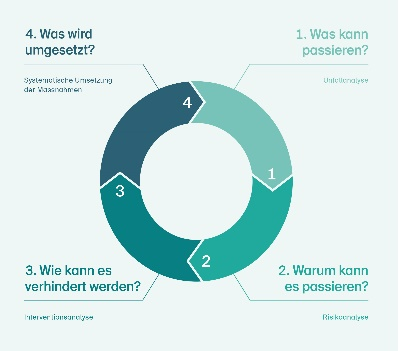 4. Was wird
umgesetzt?
Systematische Umsetzung
der Massnahmen
1. Was kann
passieren?
Unfallanalyse
4
1
3
2
3. Wie kann es
verhindert werden?
Interventionsanalyse
2. Warum kann
es passieren?
Risikoanalyse